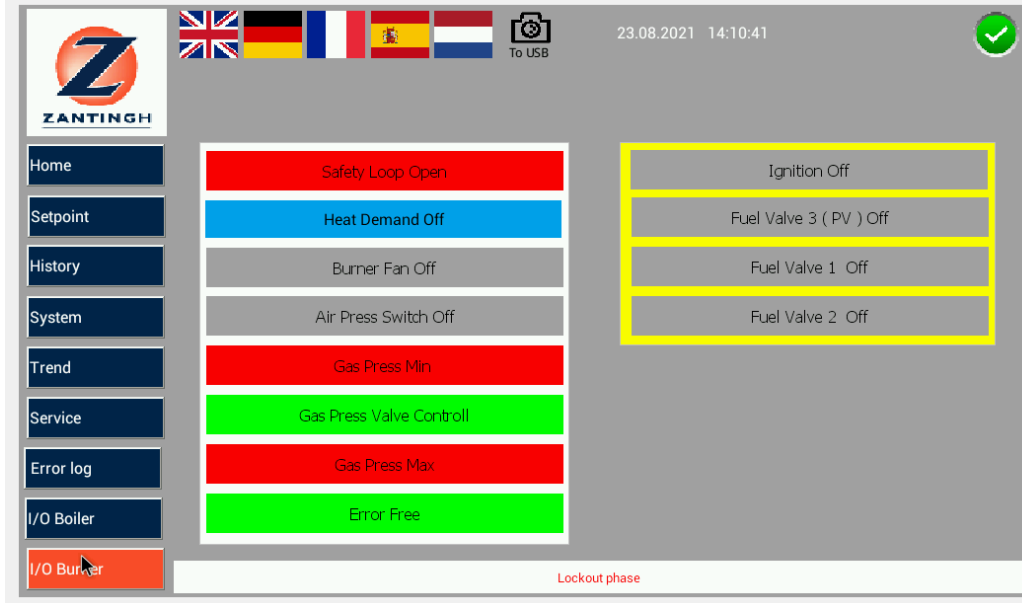 To USB
23.08.2021 14:10:41
ZANTINGH
Home
Setpoint
History
System
Trend
Service
Error log
I/O Boiler
I/O Burner
Safety Loop Open
Heat Demand Off
Burner Fan Off
Air Press Switch Off
Gas Press Min
Gas Press Valve Controll
Gas Press Max
Error Free
Ignition Off
Fuel Valve 3 ( PV ) Off
Fuel Valve 1 Off
Fuel Valve 2 Off
Lockout phase